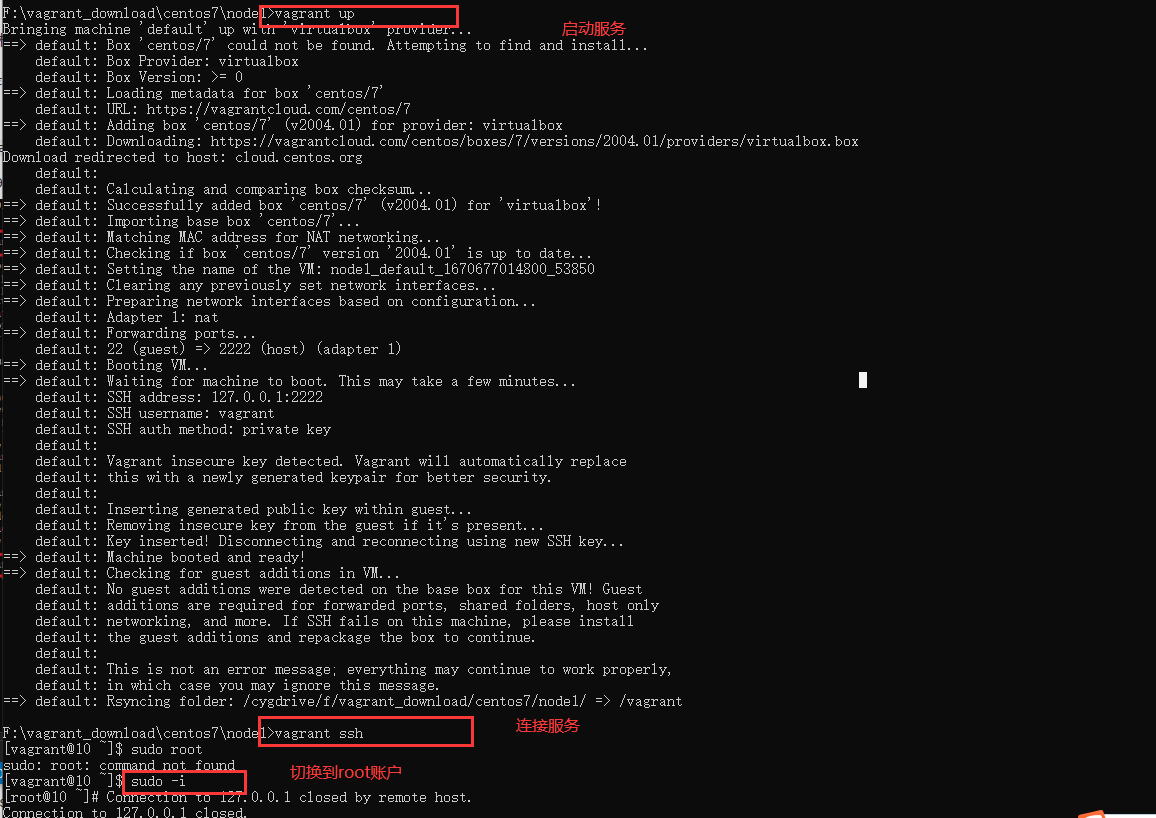 F:\vagrant_download\centos7\node1>vagrant up
启动服务
Bringing machine 'default' up with 'virtualbox' provider...
==> default: Box 'centos/7' could not be found. Attempting to find and install...
default: Box Provider: virtualbox
default: Box Version: >= 0
==> default: Loading metadata for box 'centos/7'
default: URL: https://vagrantcloud.com/centos/7
==> default: Adding box 'centos/7' (v2004.01) for provider: virtualbox
default: Downloading: https://vagrantcloud.com/centos/boxes/7/versions/2004.01/providers/virtualbox.box
Download redirected to host: cloud.centos.org
default:
default: Calculating and comparing box checksum...
==> default: Successfully added box 'centos/7' (v2004.01) for 'virtualbox'!
==> default: Importing base box 'centos/7'...
==> default: Matching MAC address for NAT networking...
==> default: Checking if box 'centos/7' version '2004.01' is up to date...
==> default: Setting the name of the VM: node1_default_1670677014800_53850
==> default: Clearing any previously set network interfaces...
==> default: Preparing network interfaces based on configuration...
default: Adapter 1: nat
==> default: Forwarding ports...
default: 22 (guest) => 2222 (host) (adapter 1)
==> default: Booting VM...
==> default: Waiting for machine to boot. This may take a few minutes...
default: SSH address: 127.0.0.1:2222
default: SSH username: vagrant
default: SSH auth method: private key
default:
default: Vagrant insecure key detected. Vagrant will automatically replace
default: this with a newly generated keypair for better security.
default:
default: Inserting generated public key within guest...
default: Removing insecure key from the guest if it's present...
default: Key inserted! Disconnecting and reconnecting using new SSH key...
==> default: Machine booted and ready!
==> default: Checking for guest additions in VM...
default: No guest additions were detected on the base box for this VM! Guest
default: additions are required for forwarded ports, shared folders, host only
default: networking, and more. If SSH fails on this machine, please install
default: the guest additions and repackage the box to continue.
default:
default: This is not an error message; everything may continue to work properly,
default: in which case you may ignore this message.
==> default: Rsyncing folder: /cygdrive/f/vagrant_download/centos7/node1/ => /vagrant
F:\vagrant_download\centos7\node1>vagrant ssh
连接服务
[vagrant@10 ~]$ sudo root
sudo: root: command not found
[vagrant@10 ~]$ sudo -i
切换到root账户
[root@10 ~]# Connection to 127.0.0.1 closed by remote host.
Connection to 127.0.0.1 closed.